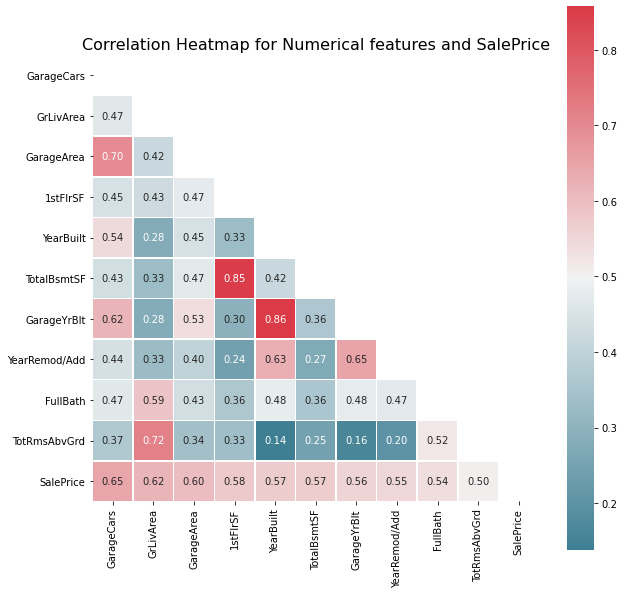 Correlation Heatmap for Numerical features and SalePrice
GarageCars
GrLivArea 0.47
GarageArea 0.70 0.42
1stFlrSF 0.45 0.43 0.47
YearBuilt 0.54 0.28 0.45 0.33
TotalBsmtSF 0.43 0.33 0.47 0.85 0.42
GarageYrBlt 0.62 0.28 0.53 0.30 0.86 0.36
YearRemod/Add 0.44 0.33 0.40 0.24 0.63 0.27 0.65
FullBath 0.47 0.59 0.43 0.36 0.48 0.36 0.48 0.47
TotRmsAbvGrd 0.37 0.72 0.34 0.33 0.14 0.25 0.16 0.20 0.52
SalePrice 0.65 0.62 0.60 0.58 0.57 0.57 0.56 0.55 0.54 0.50
GarageCars GrLivArea GarageArea 1stFlrSF YearBuilt TotalBsmtSF GarageYrBlt YearRemod/Add FullBath TotRmsAbvGrd SalePrice
0.8
0.7
0.6
0.5
0.4
0.3
0.2